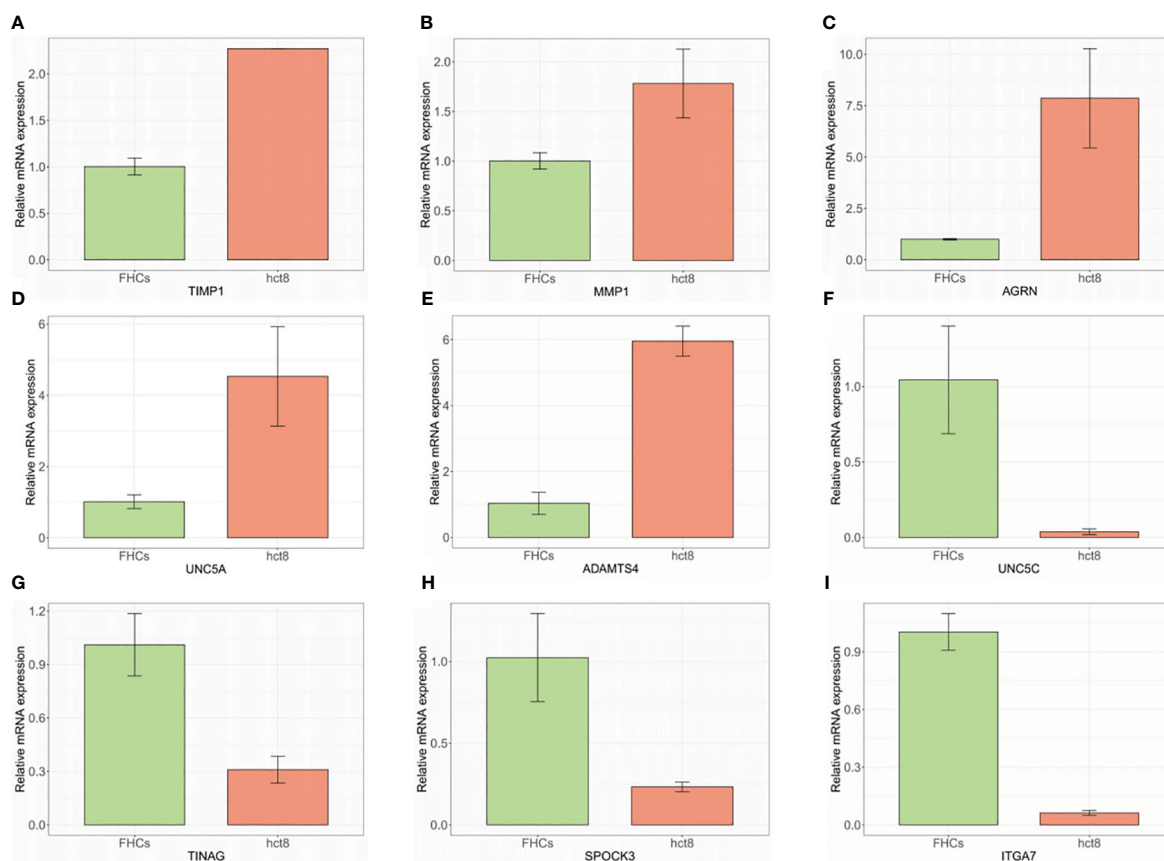 A
Relative mRNA expression
2.0
1.5
1.0
0.5
0.0
FHCs hct8
TIMP1
B
Relative mRNA expression
2.0
1.5
1.0
0.5
0.0
FHCs hct8
MMP1
C
Relative mRNA expression
10.0
7.5
5.0
2.5
0.0
FHCs hct8
AGRN
D
Relative mRNA expression
6
4
2
0
FHCs hct8
UNC5A
E
Relative mRNA expression
6
4
2
0
FHCs hct8
ADAMTS4
F
Relative mRNA expression
1.0
0.5
0.0
FHCs hct8
UNC5C
G
Relative mRNA expression
1.2
0.9
0.6
0.3
0.0
FHCs hct8
TINAG
H
Relative mRNA expression
1.0
0.5
0.0
FHCs hct8
SPOCK3
I
Relative mRNA expression
0.9
0.6
0.3
0.0
FHCs hct8
ITGA7